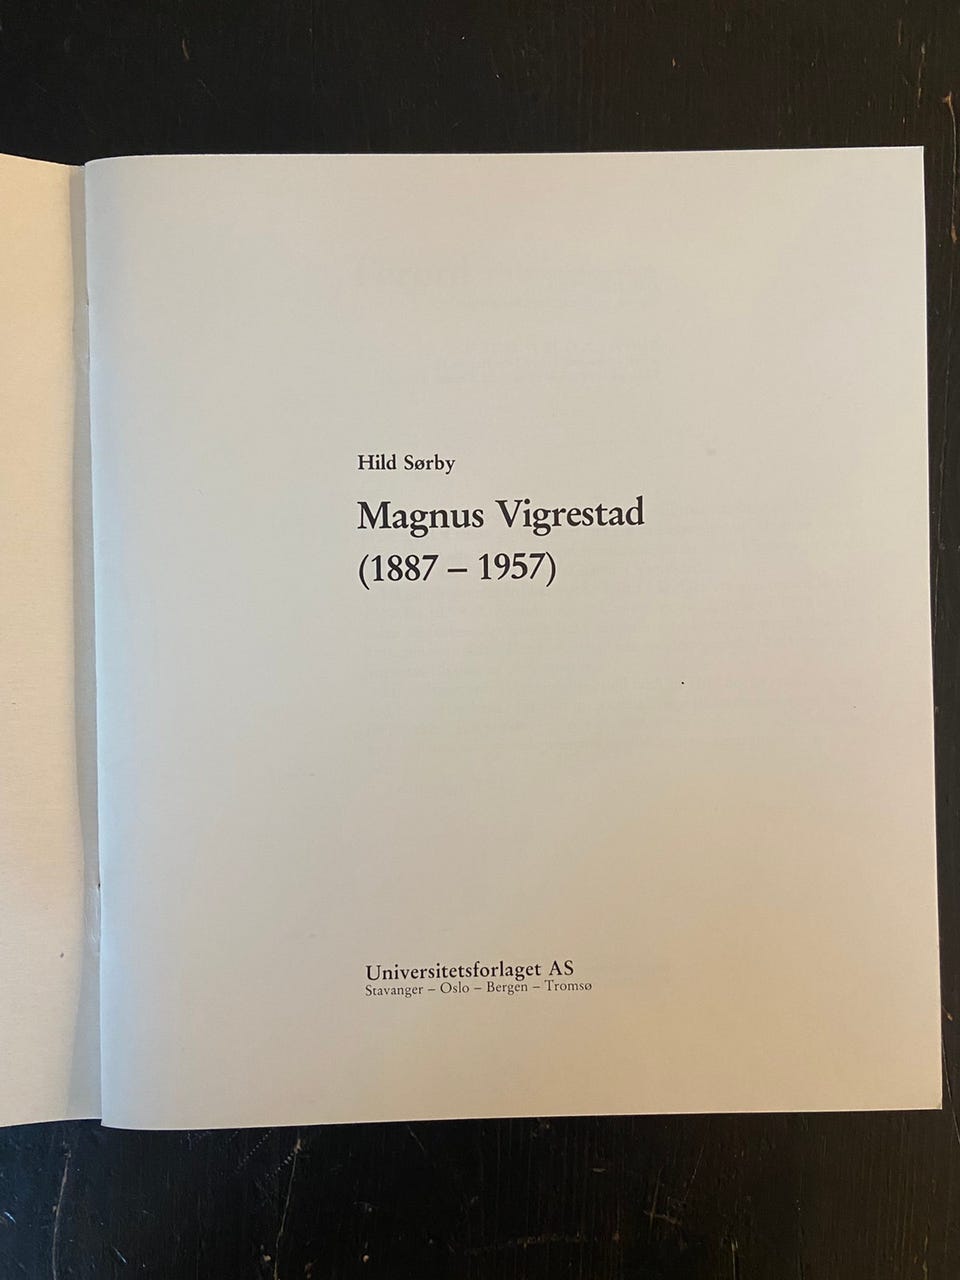 Hild Sørby
Magnus Vigrestad
(1887 – 1957)
Universitetsforlaget AS
Stavanger – Oslo – Bergen – Tromsø